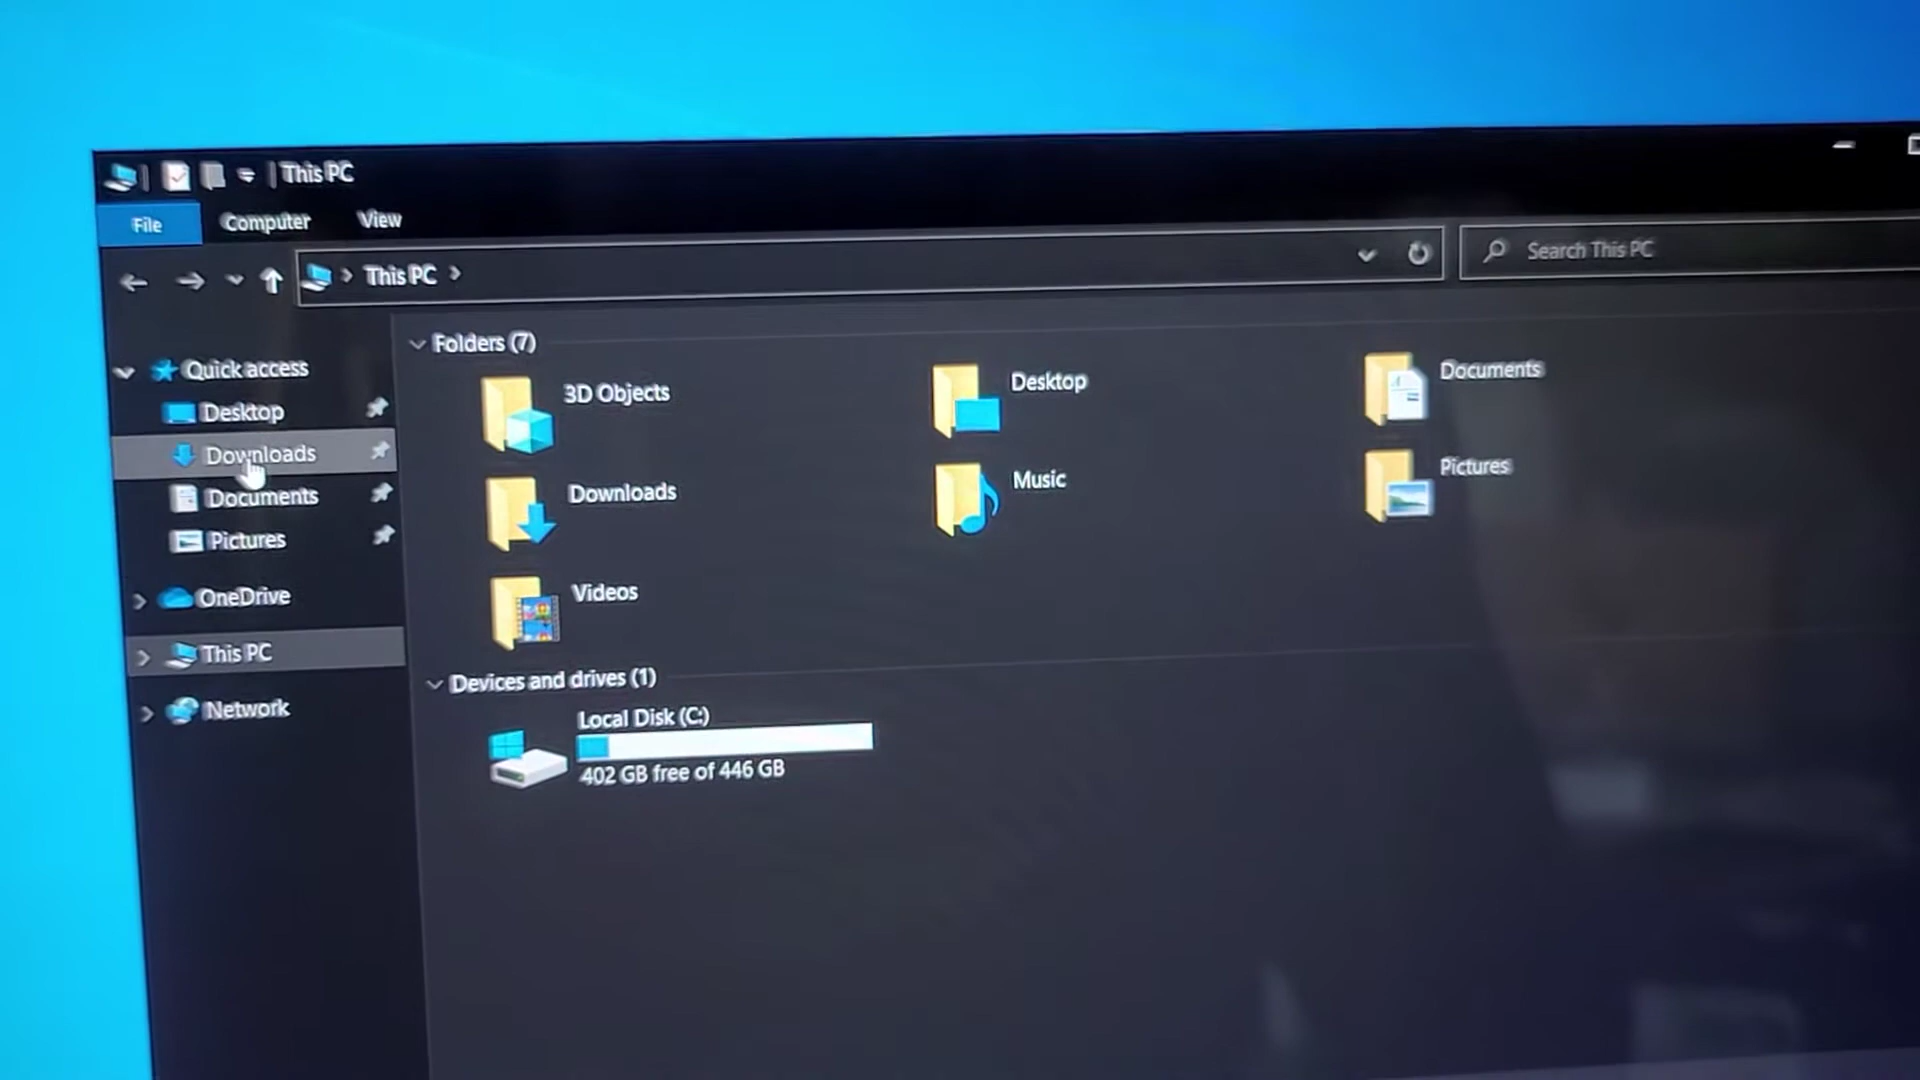 This PC
File Computer View
This PC
Search This PC
Quick access
Desktop
Downloads
Documents
Pictures
OneDrive
This PC
Network
Folders (7)
3D Objects
Desktop
Documents
Downloads
Music
Pictures
Videos
Devices and drives (1)
Local Disk (C:)
402 GB free of 446 GB